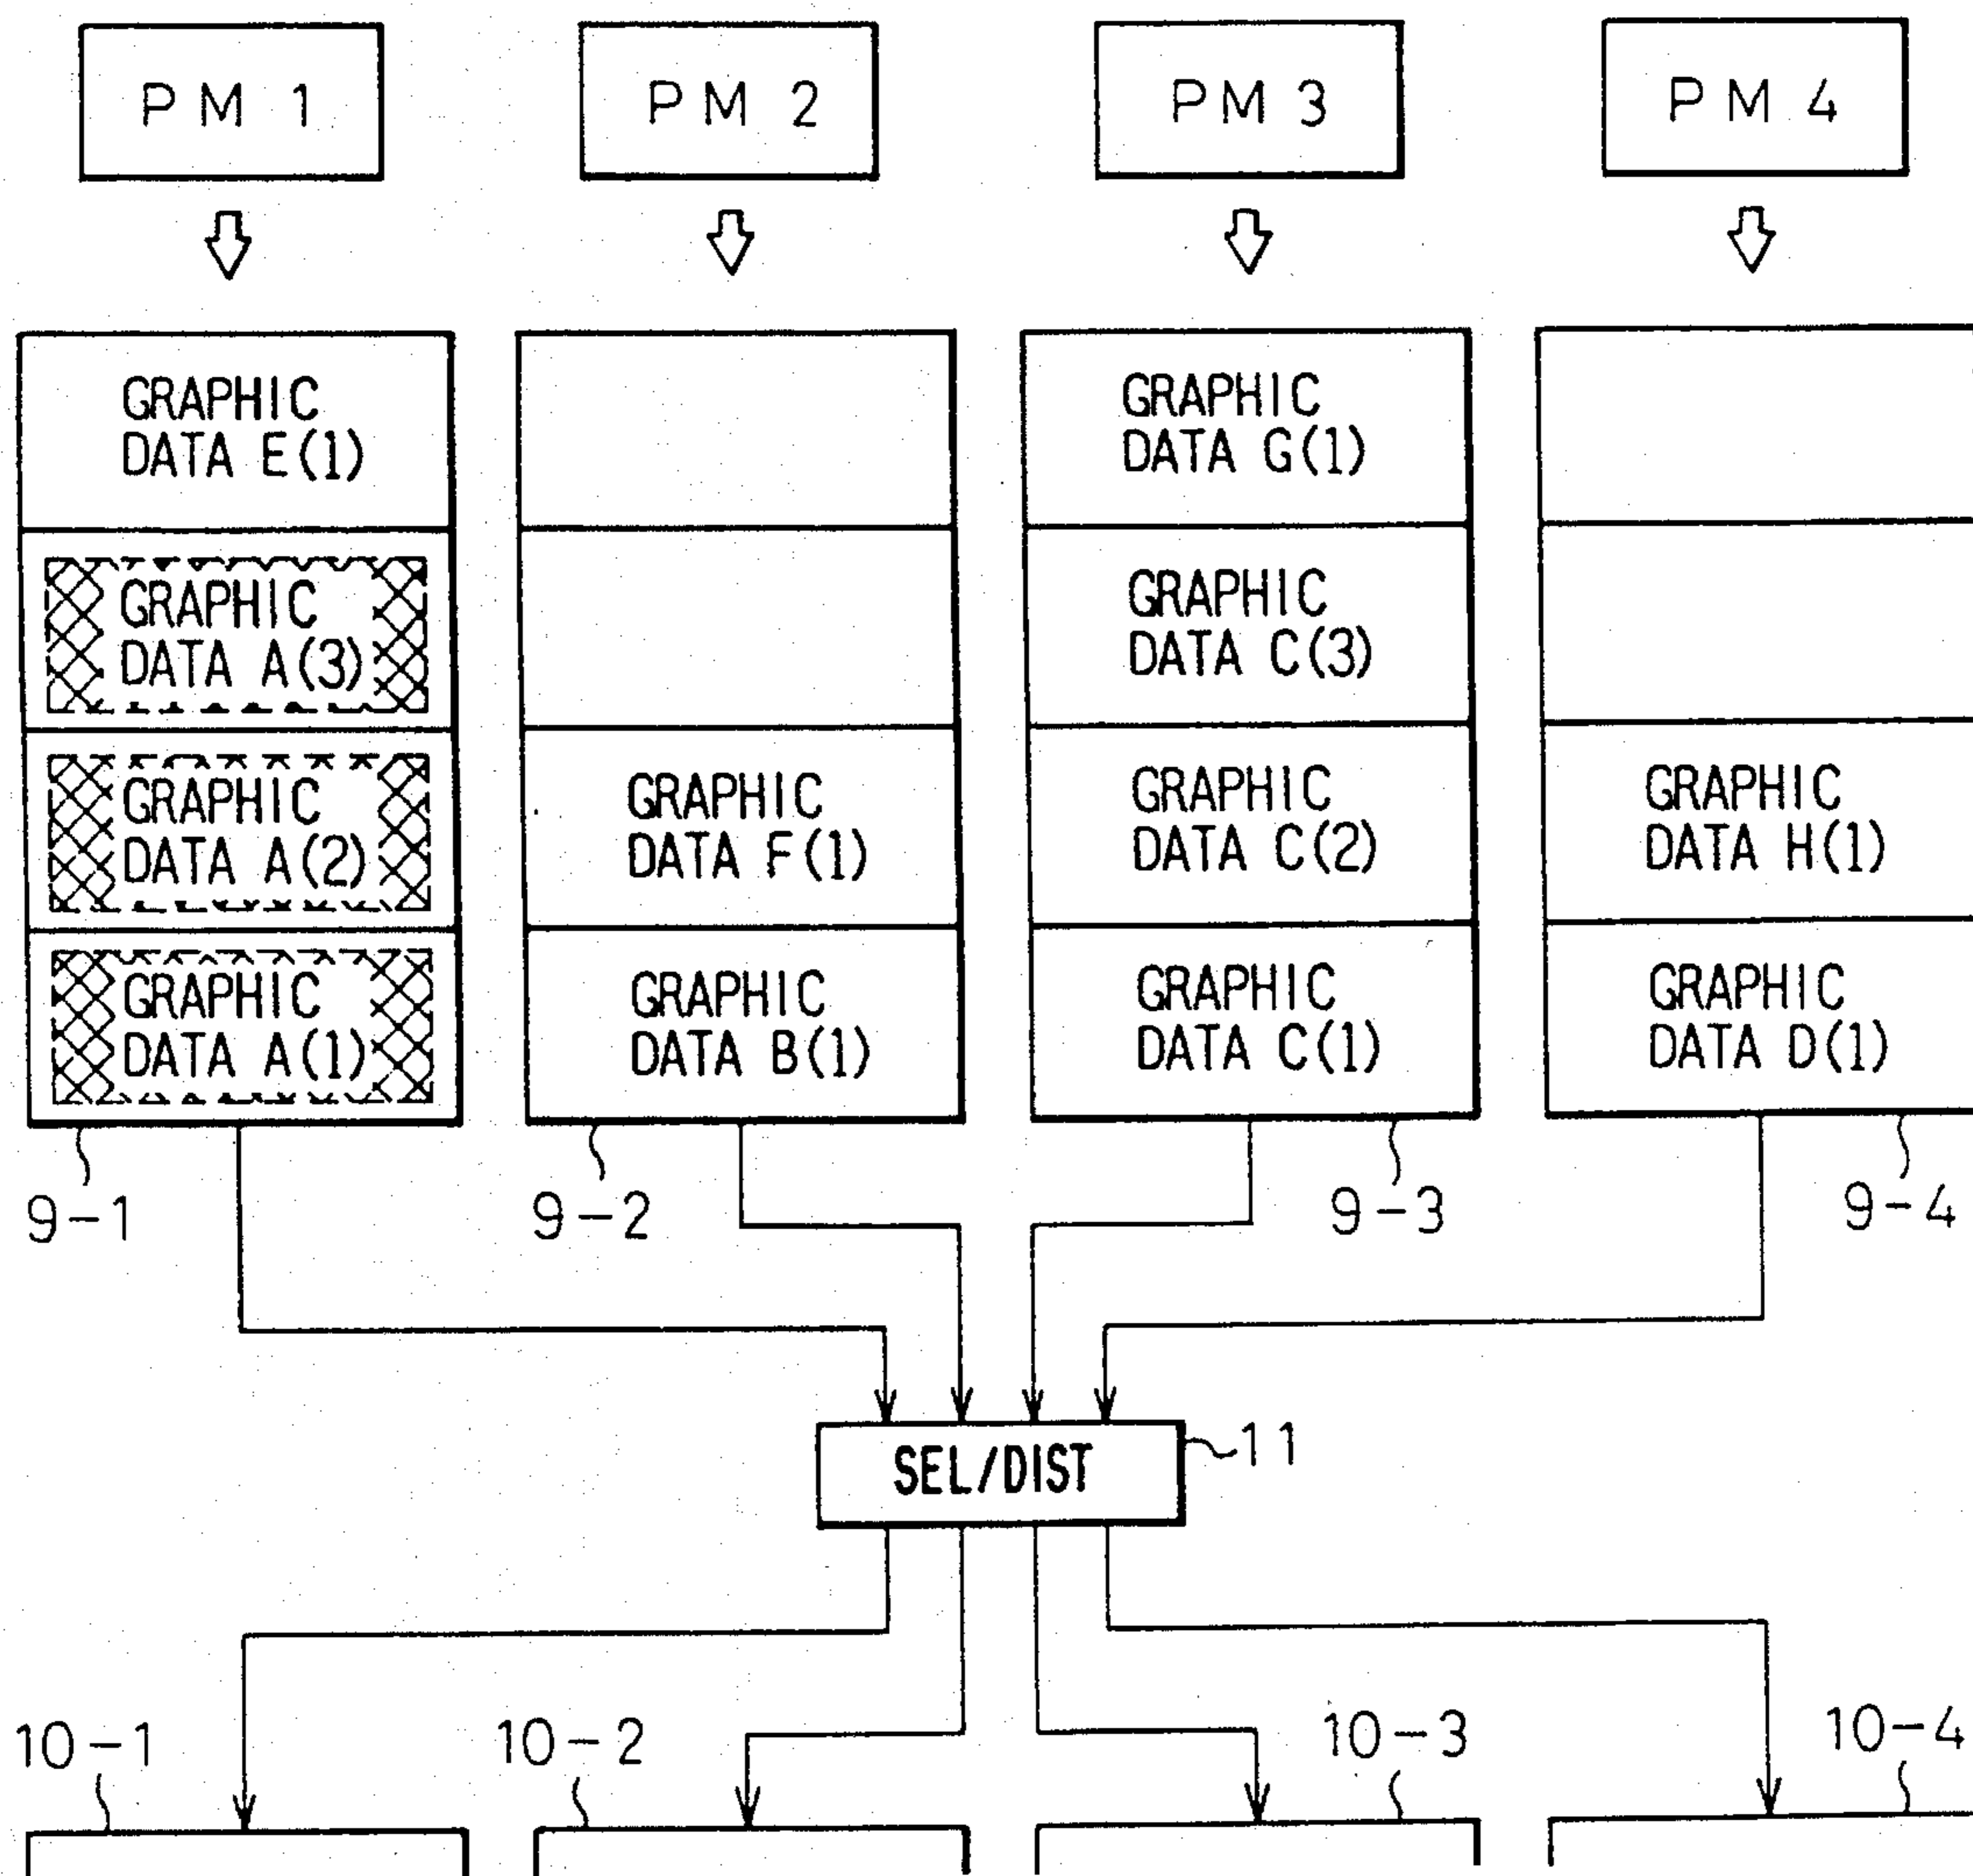 PM 1
PM 2
PM 3
PM 4
GRAPHIC
DATA E(1)
GRAPHIC
DATA A(3)
GRAPHIC
DATA A(2)
GRAPHIC
DATA A(1)
GRAPHIC
DATA F(1)
GRAPHIC
DATA B(1)
GRAPHIC
DATA G(1)
GRAPHIC
DATA C(3)
GRAPHIC
DATA C(2)
GRAPHIC
DATA C(1)
GRAPHIC
DATA H(1)
GRAPHIC
DATA D(1)
9-1
9-2
9-3
9-4
SEL/DIST
11
10-1
10-2
10-3
10-4